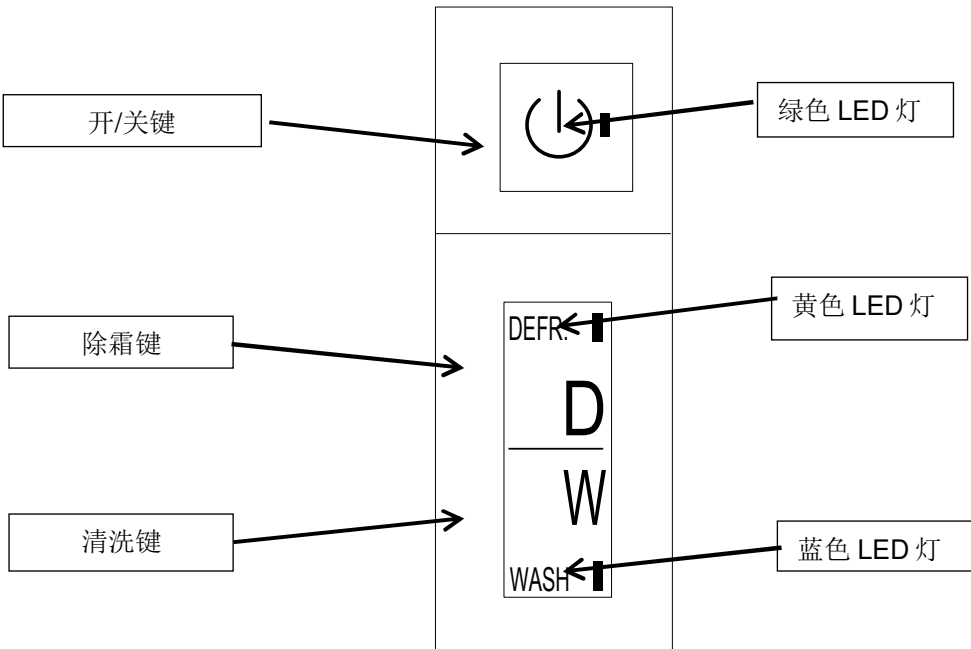 开/关键
绿色 LED 灯
DEFR.
黄色 LED 灯
除霜键
D
W
清洗键
WASH
蓝色 LED 灯